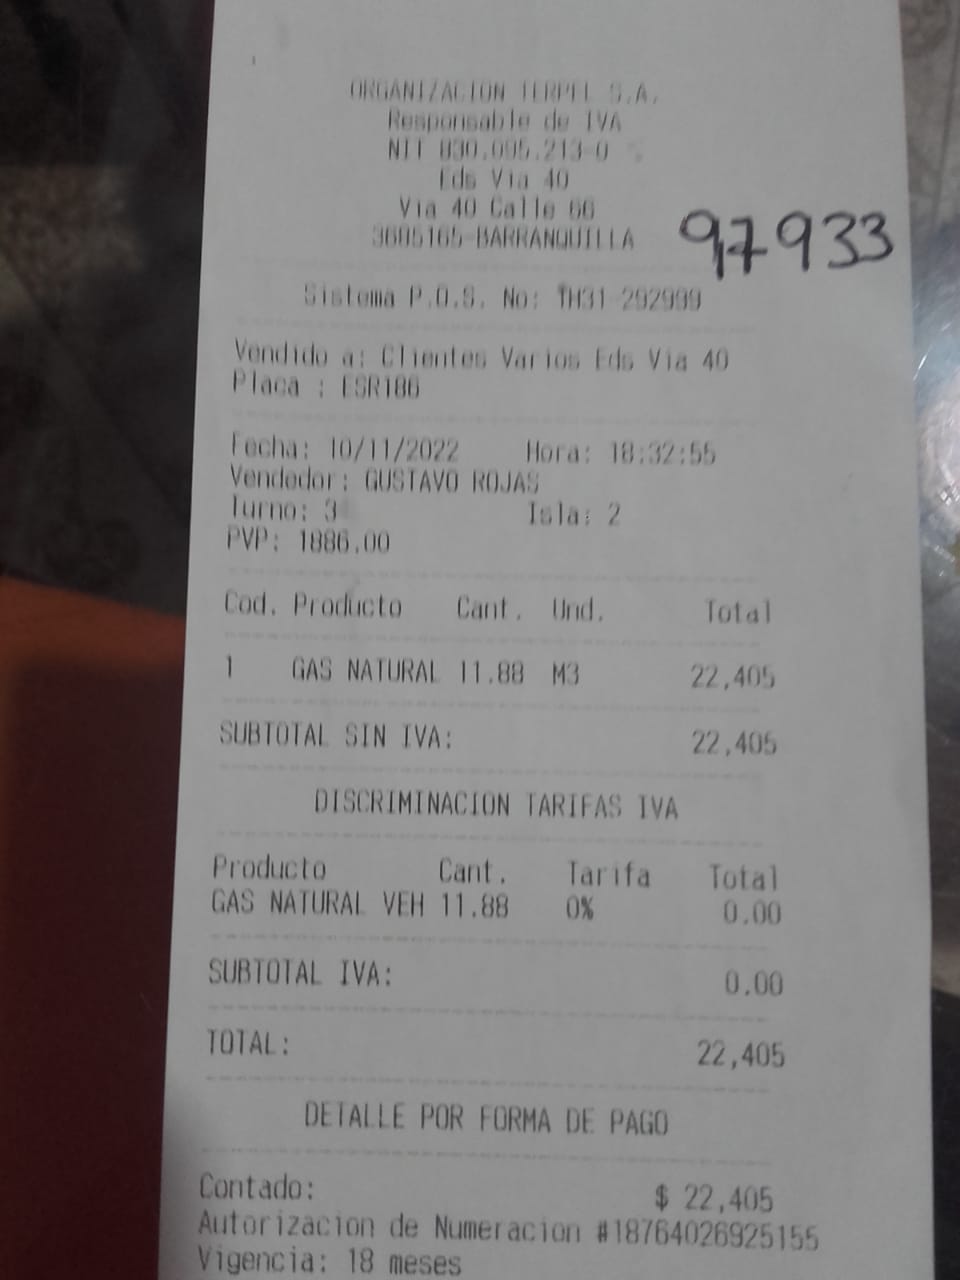 ORGANIZACION TERPEL S.A.
Responsable de IVA
NIT 830.095.213-0
Eds Via 40
Via 40 Calle 66
3685165-BARRANQUILLA
97933
Sistema P.O.S. No: TH31-292999
Vendido a: Clientes Varios Eds Via 40
Placa : ESR186
Fecha: 10/11/2022 Hora: 18:32:55
Vendedor: GUSTAVO ROJAS
Turno: 3 Isla: 2
PVP: 1886.00
Cod. Producto Cant. Und. Total
1 GAS NATURAL 11.88 M3 22,405
SUBTOTAL SIN IVA: 22,405
DISCRIMINACION TARIFAS IVA
Producto Cant. Tarifa Total
GAS NATURAL VEH 11.88 0% 0.00
SUBTOTAL IVA: 0.00
TOTAL: 22,405
DETALLE POR FORMA DE PAGO
Contado: $ 22,405
Autorizacion de Numeracion #18764026925155
Vigencia: 18 meses